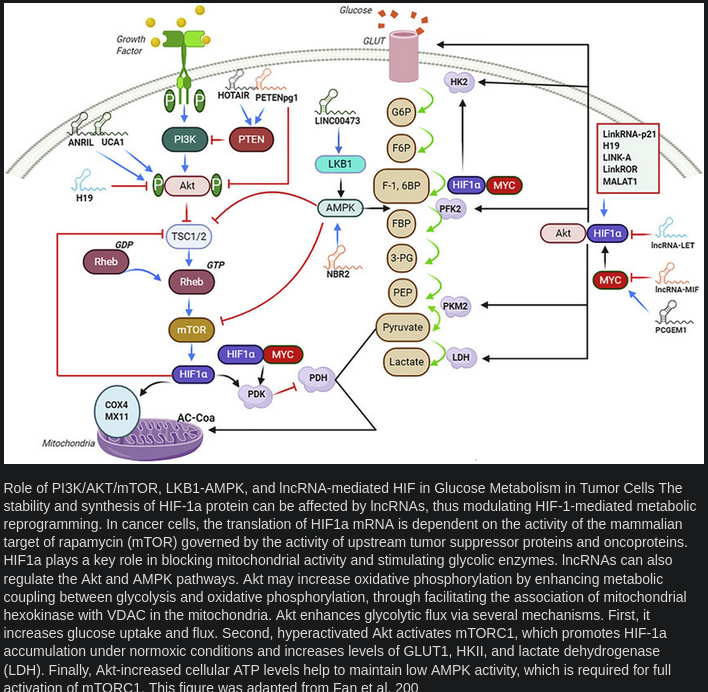 Glucose
Growth
Factor
GLUT
HK2
HOTAIR
PETENpg1
P
P
LINC00473
G6P
ANRIL
UCA1
PI3K
PTEN
LinkRNA-p21
H19
LINK-A
LinkROR
MALAT1
F6P
LKB1
H19
P
Akt
P
F-1, 6BP
HIF1α
MYC
AMPK
PFK2
TSC1/2
FBP
Akt
HIF1α
lncRNA-LET
GDP
Rheb
GTP
Rheb
3-PG
NBR2
MYC
lncRNA-MIF
PEP
PKM2
PCGEM1
mTOR
Pyruvate
HIF1α
MYC
LDH
Lactate
HIF1α
PDH
PDK
COX4
MX11
AC-Coa
Mitochondria
Role of PI3K/AKT/mTOR, LKB1-AMPK, and lncRNA-mediated HIF in Glucose Metabolism in Tumor Cells The
stability and synthesis of HIF-1a protein can be affected by lncRNAs, thus modulating HIF-1-mediated metabolic
reprogramming. In cancer cells, the translation of HIF1a mRNA is dependent on the activity of the mammalian
target of rapamycin (mTOR) governed by the activity of upstream tumor suppressor proteins and oncoproteins.
HIF1a plays a key role in blocking mitochondrial activity and stimulating glycolic enzymes. lncRNAs can also
regulate the Akt and AMPK pathways. Akt may increase oxidative phosphorylation by enhancing metabolic
coupling between glycolysis and oxidative phosphorylation, through facilitating the association of mitochondrial
hexokinase with VDAC in the mitochondria. Akt enhances glycolytic flux via several mechanisms. First, it
increases glucose uptake and flux. Second, hyperactivated Akt activates mTORC1, which promotes HIF-1a
accumulation under normoxic conditions and increases levels of GLUT1, HKII, and lactate dehydrogenase
(LDH). Finally, Akt-increased cellular ATP levels help to maintain low AMPK activity, which is required for full
activation of mTORC1. This figure was adapted from Fan et al. 200